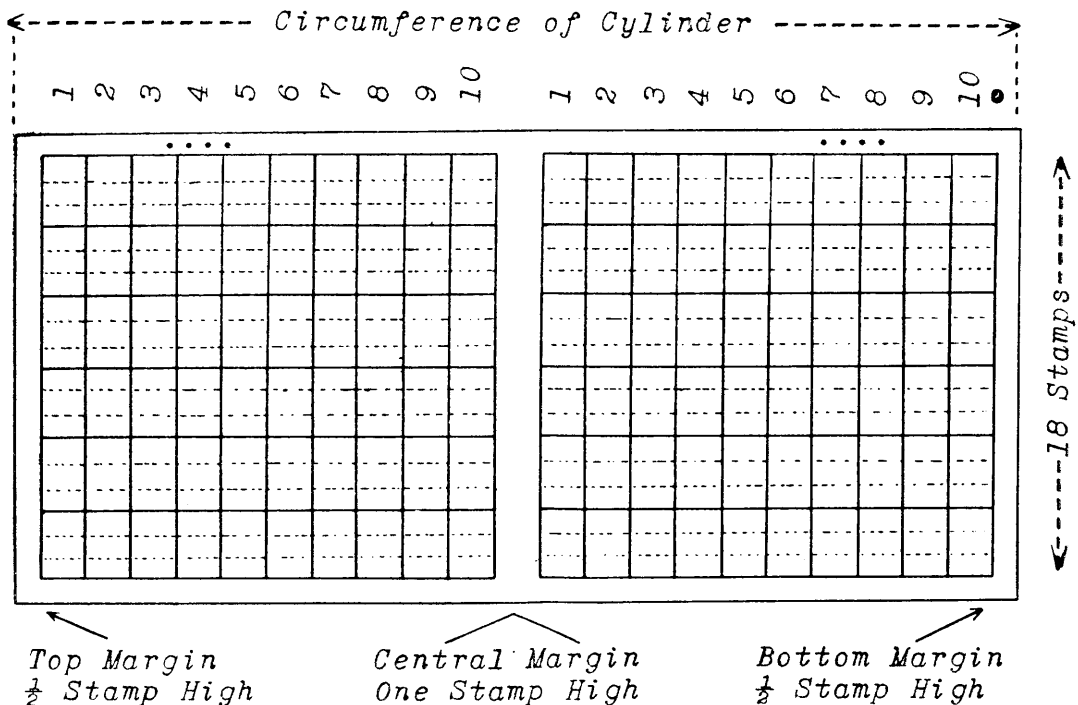 Circumference of Cylinder
1 2 3 4 5 6 7 8 9 10 1 2 3 4 5 6 7 8 9 10
18 Stamps
Top Margin Central Margin Bottom Margin
½ Stamp High One Stamp High ½ Stamp High